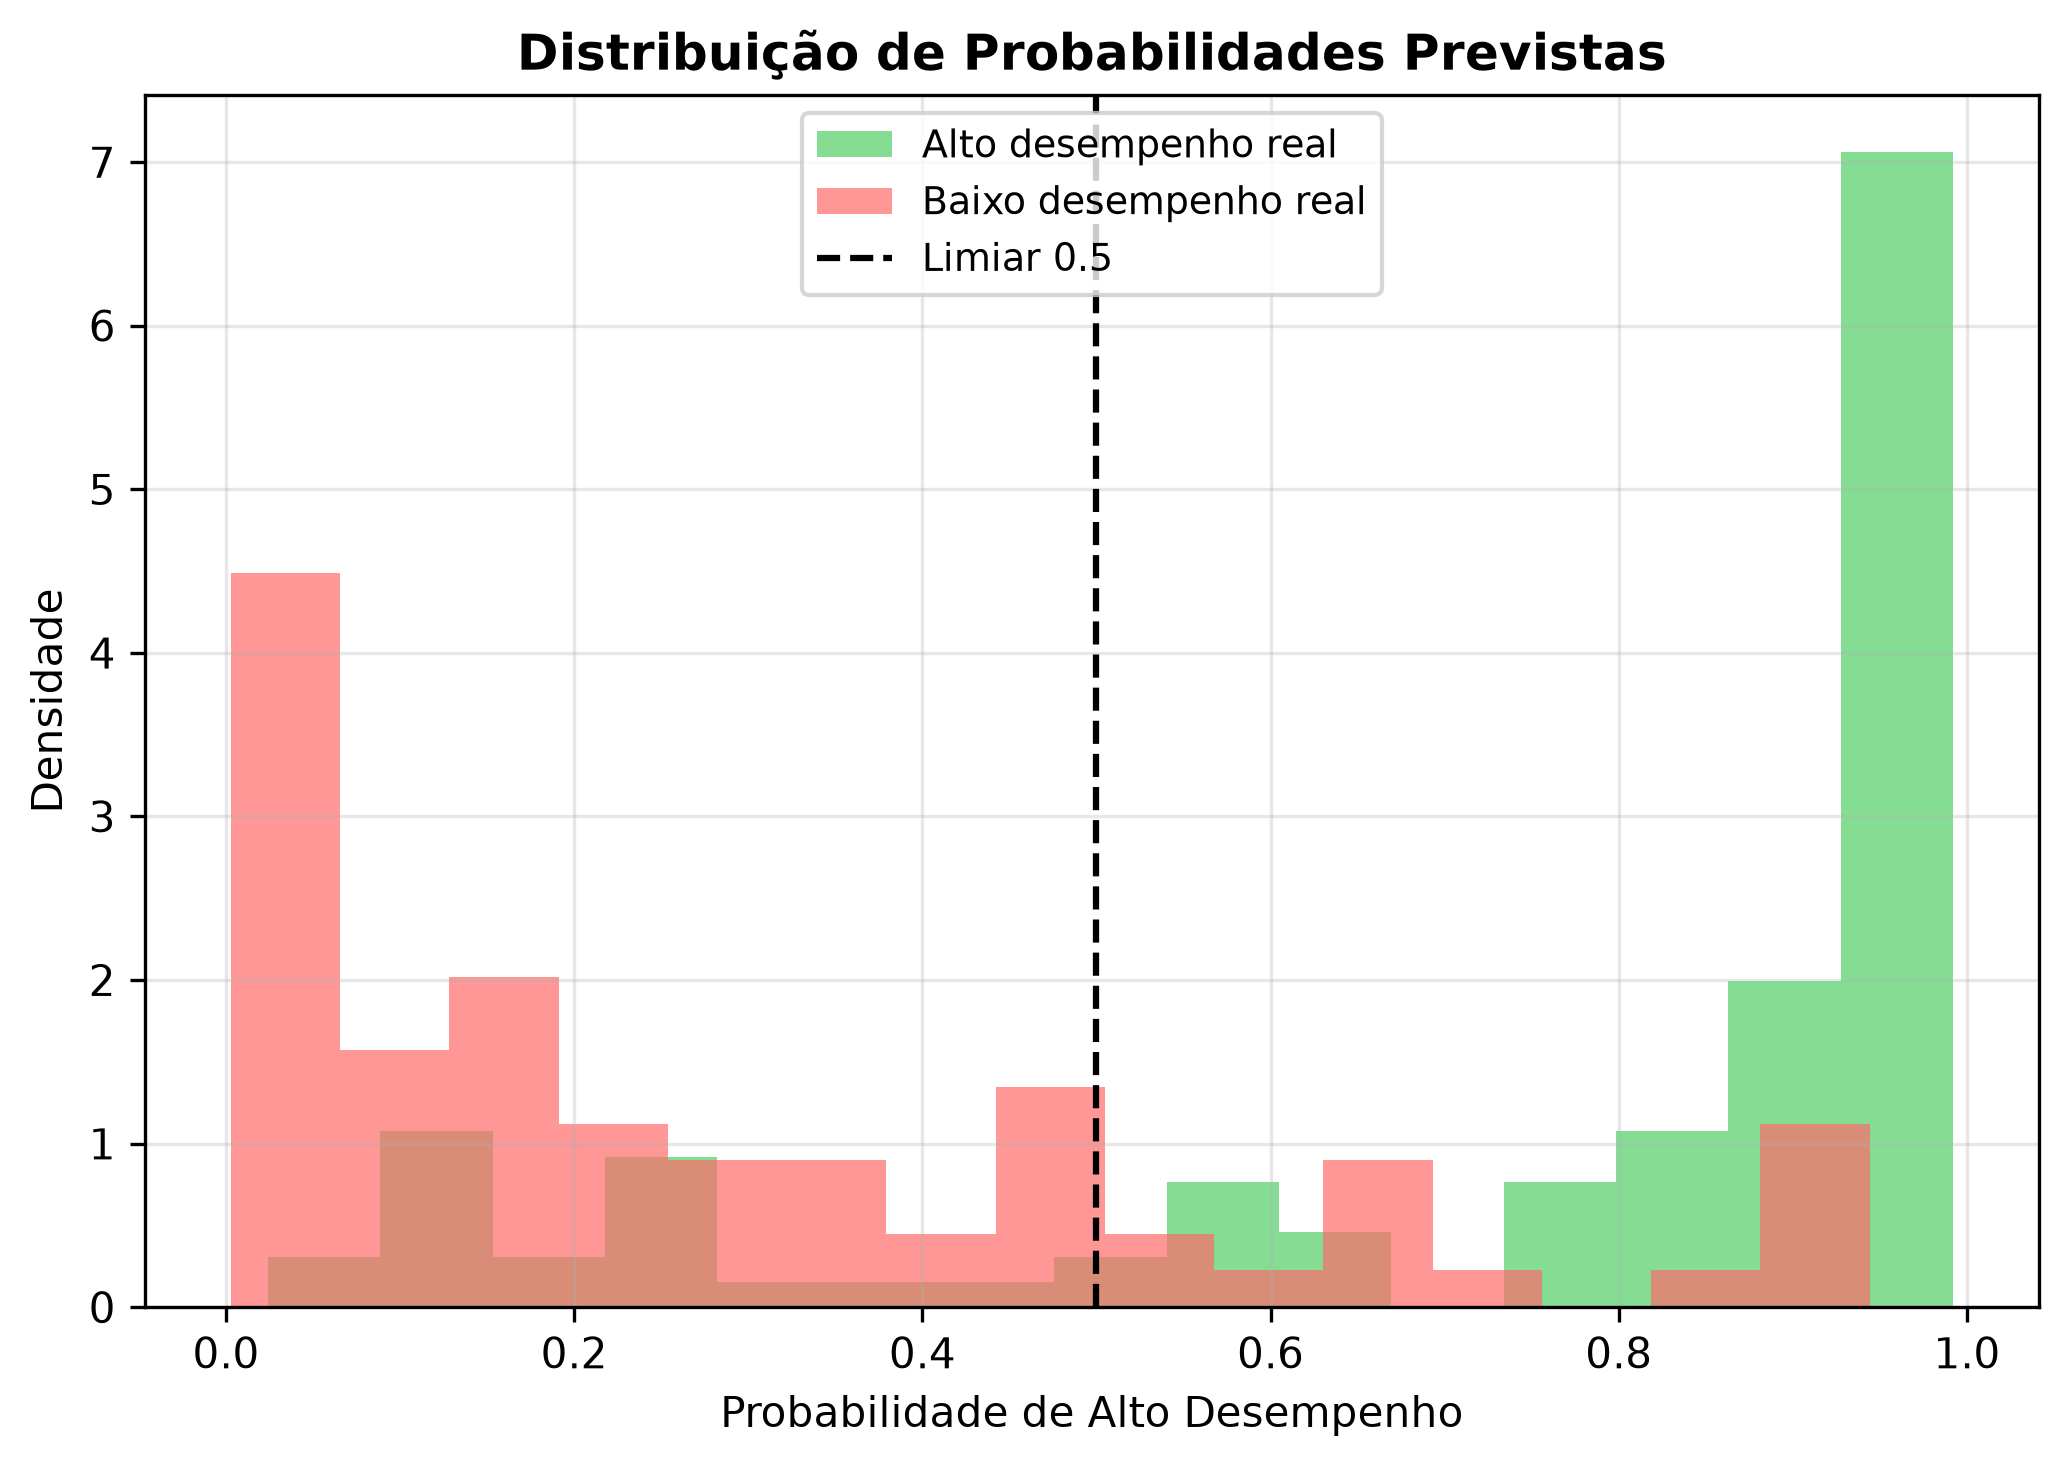 Distribuição de Probabilidades Previstas
Alto desempenho real
Baixo desempenho real
Limiar 0.5
7
6
5
4
3
2
1
0
Densidade
0.0 0.2 0.4 0.6 0.8 1.0
Probabilidade de Alto Desempenho